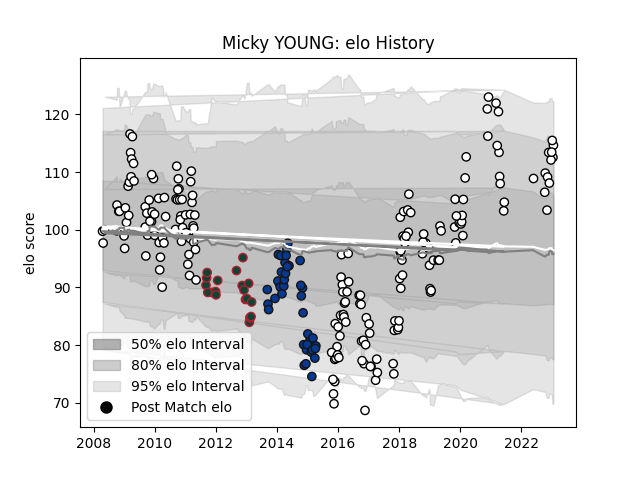 Micky YOUNG: elo History
elo score
120
110
100
90
80
70
50% elo Interval
80% elo Interval
95% elo Interval
Post Match elo
2008 2010 2012 2014 2016 2018 2020 2022